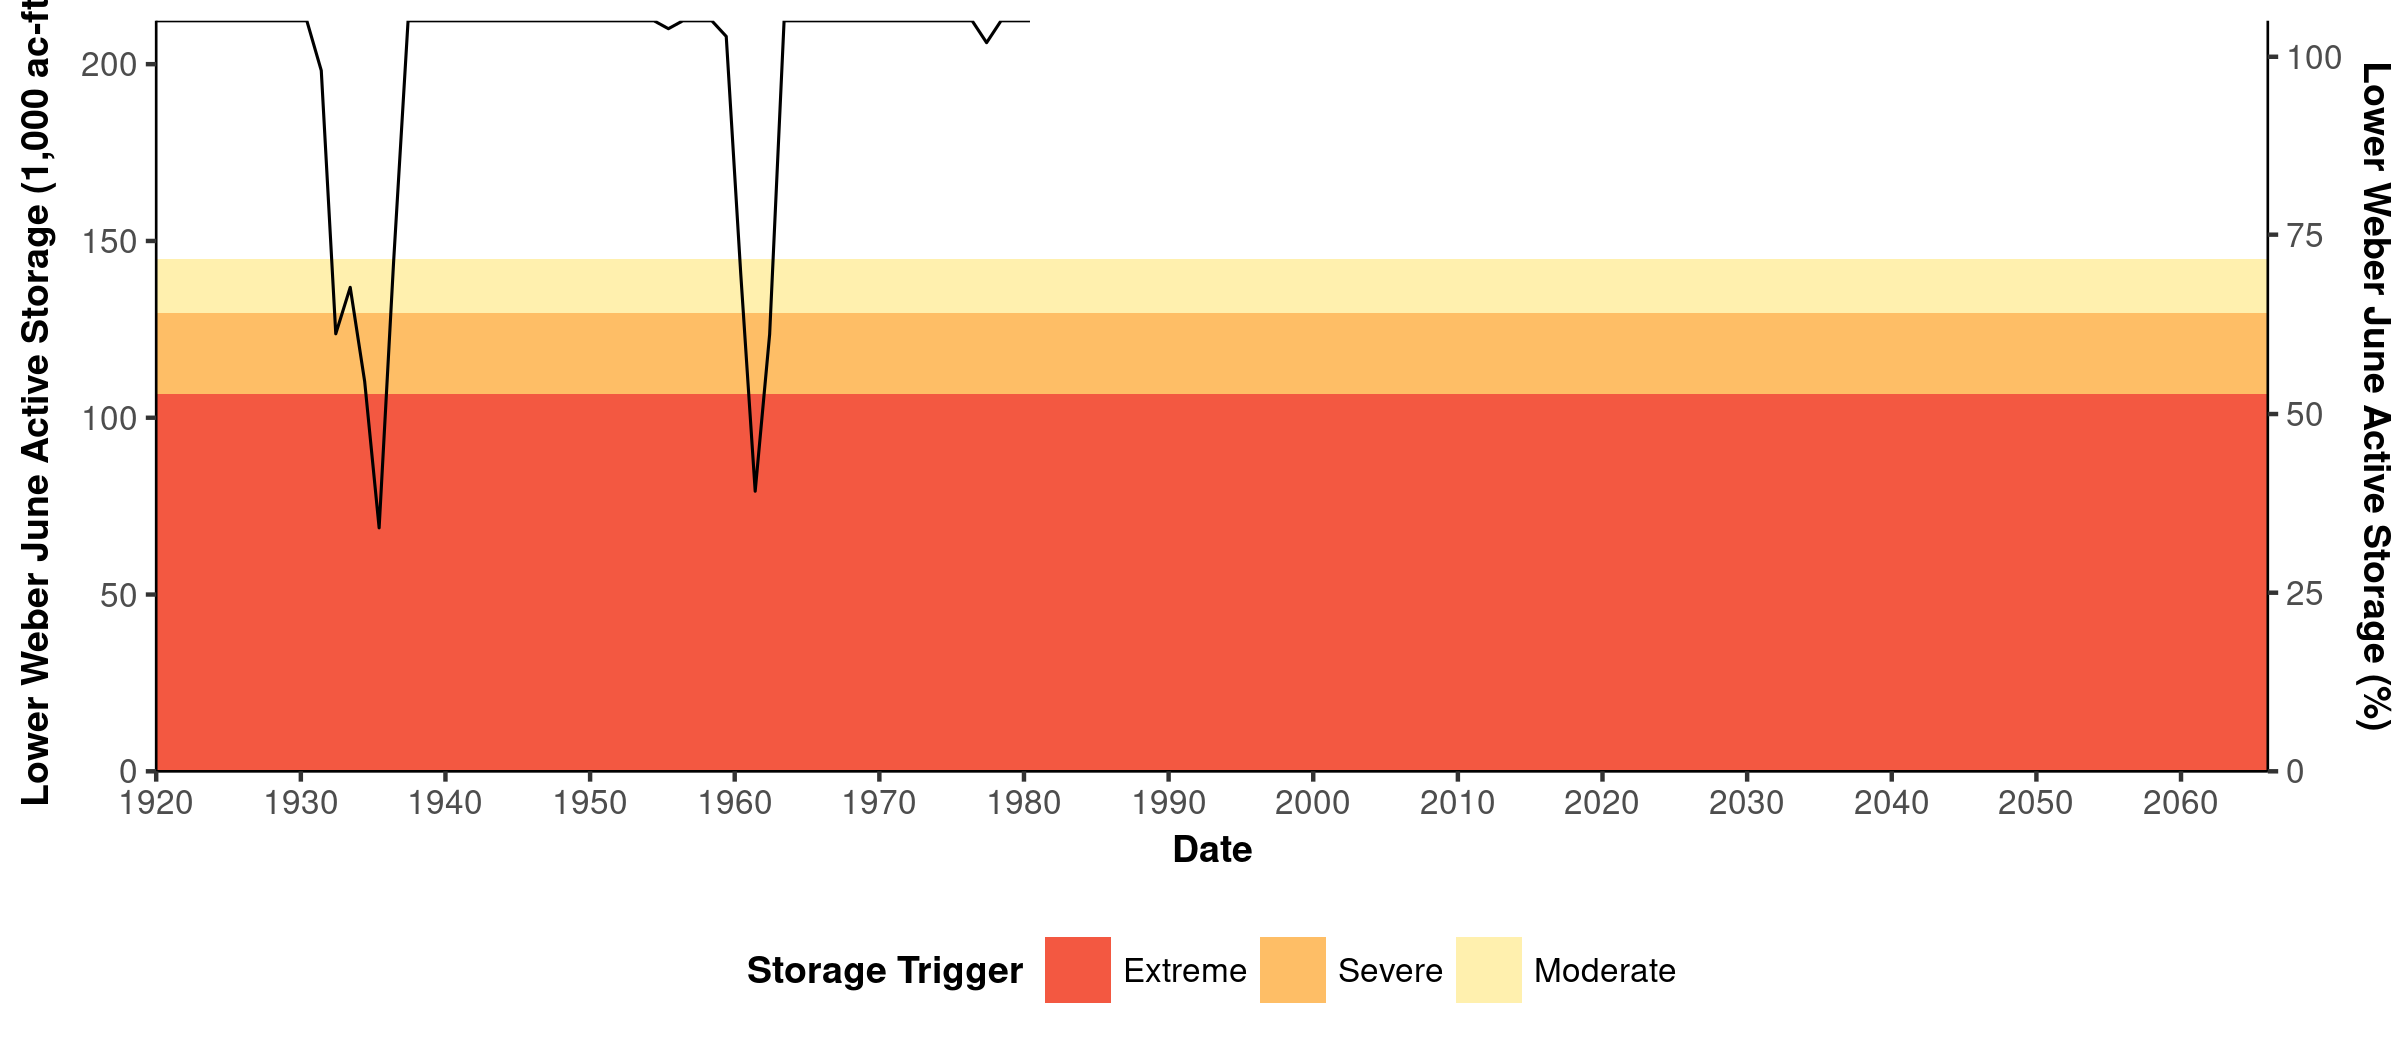 Lower Weber June Active Storage (1,000 ac-ft
200
150
100
50
0
100
75
50
25
0
Lower Weber June Active Storage (%)
1920 1930 1940 1950 1960 1970 1980 1990 2000 2010 2020 2030 2040 2050 2060
Date
Storage Trigger Extreme Severe Moderate